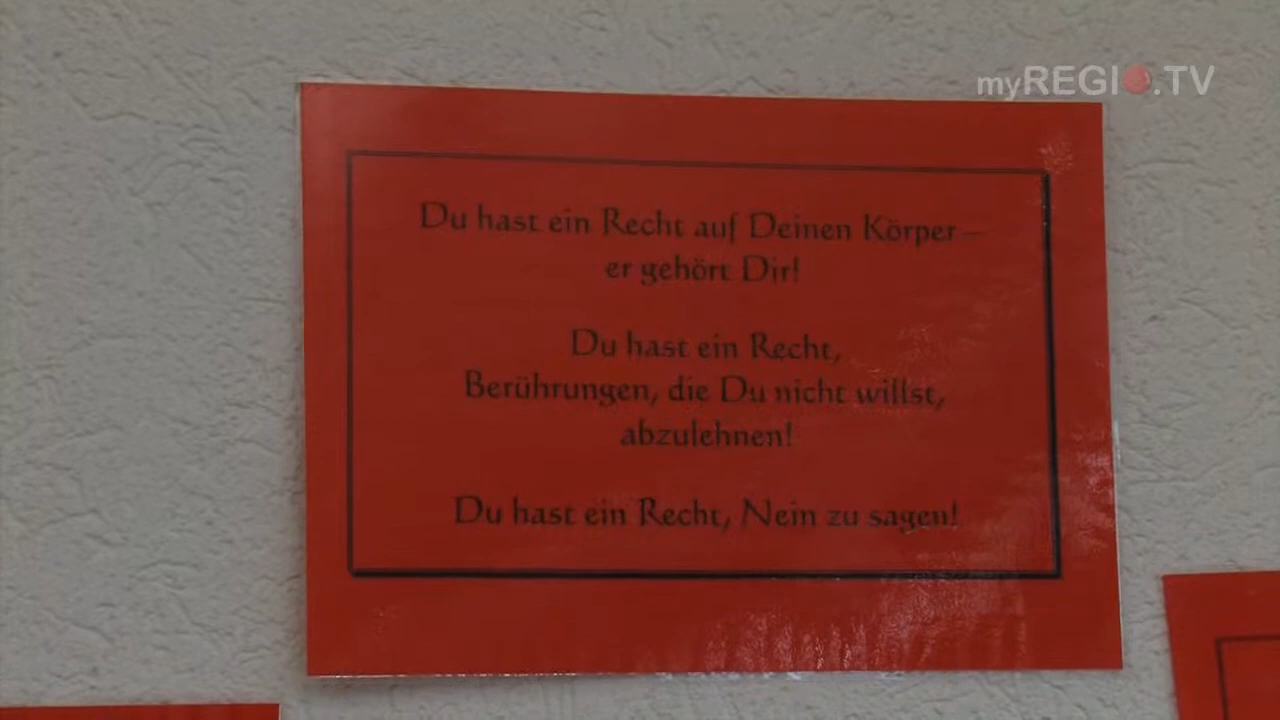 myREGIO.TV
Du hast ein Recht auf Deinen Körper –
er gehört Dir!
Du hast ein Recht,
Berührungen, die Du nicht willst,
abzulehnen!
Du hast ein Recht, Nein zu sagen!